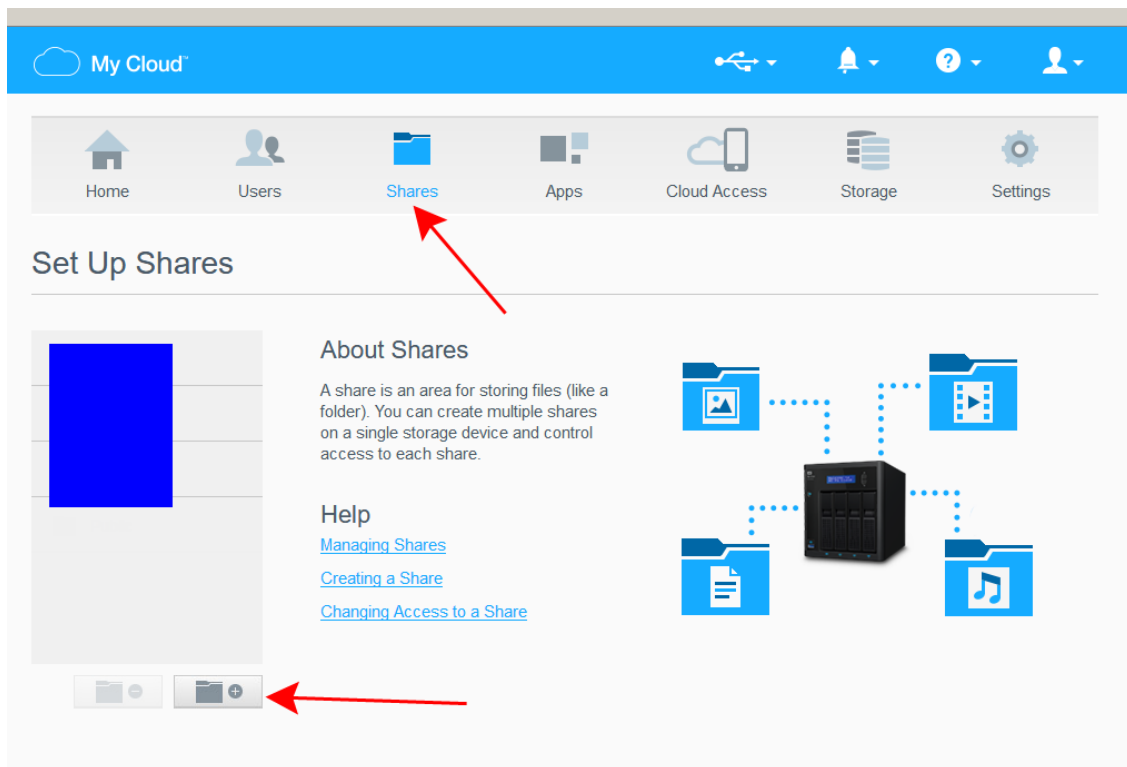 My Cloud™
Home
Users
Shares
Apps
Cloud Access
Storage
Settings
Set Up Shares
About Shares
A share is an area for storing files (like a
folder). You can create multiple shares
on a single storage device and control
access to each share.
Help
Managing Shares
Creating a Share
Changing Access to a Share